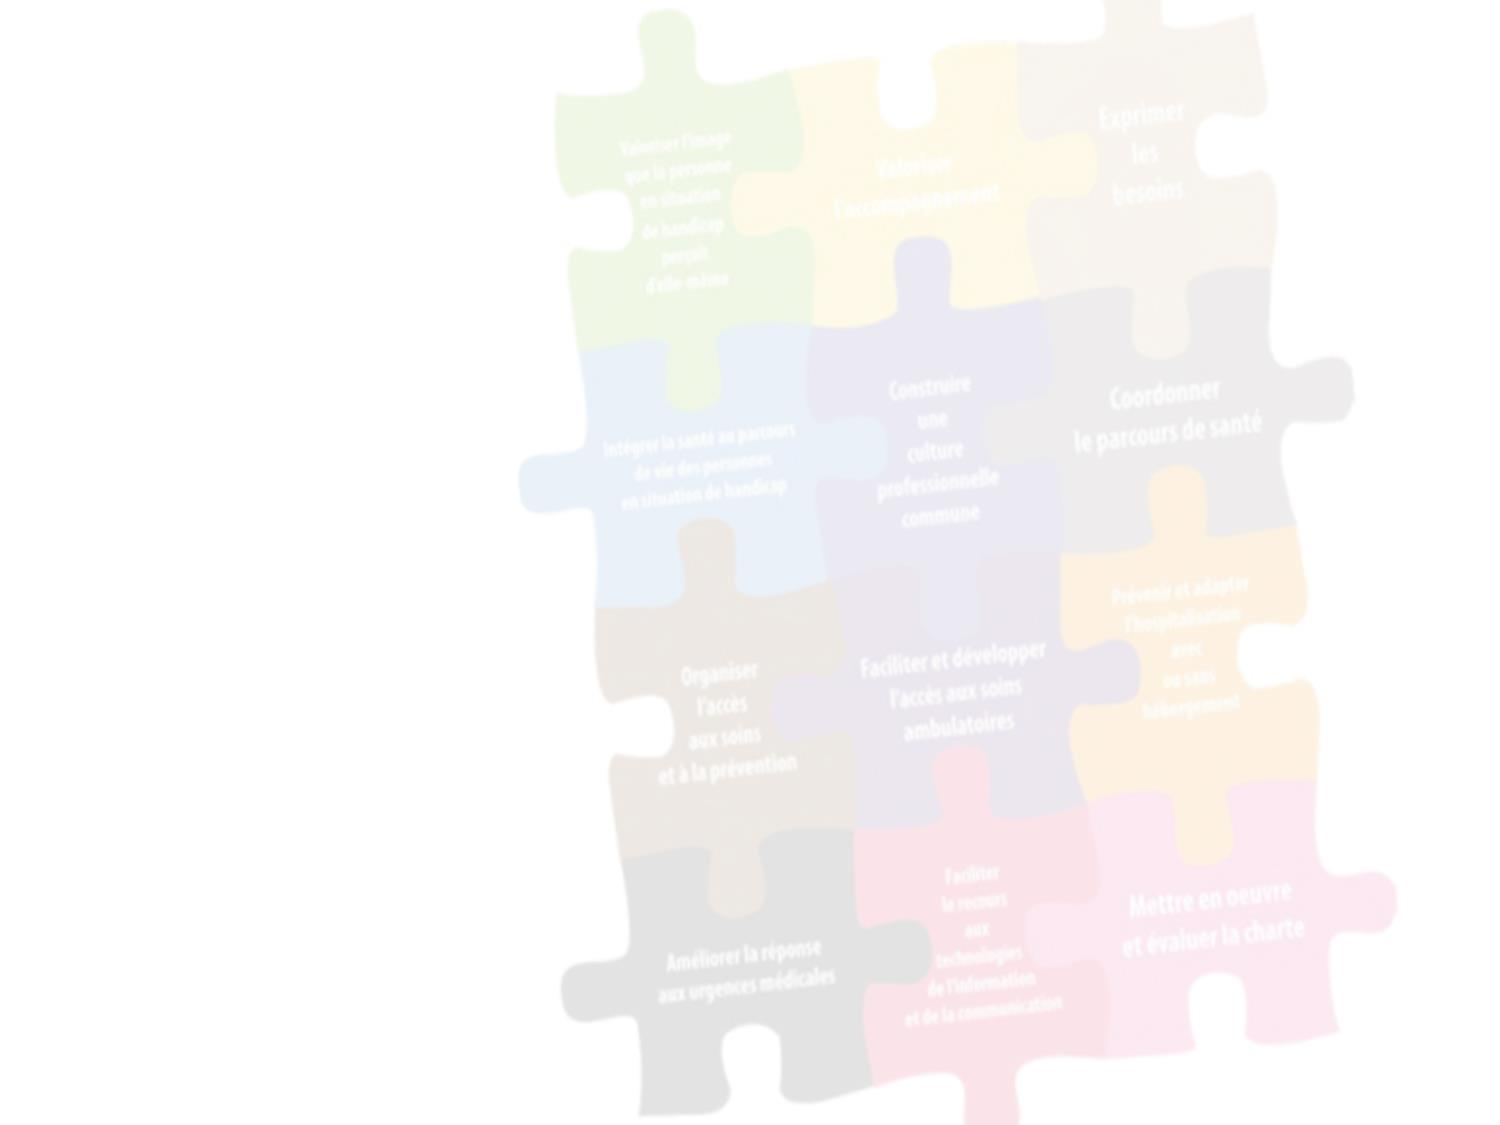 Valoriser l'image
que la personne
en situation
de handicap
perçoit
d'elle-même
Valoriser
l'accompagnement
Exprimer
les
besoins
Intégrer la santé au parcours
de vie des personnes
en situation de handicap
Construire
une
culture
professionnelle
commune
Coordonner
le parcours de santé
Organiser
l'accès
aux soins
et à la prévention
Faciliter et développer
l'accès aux soins
ambulatoires
Prévenir et adapter
l'hospitalisation
avec
ou sans
hébergement
Améliorer la réponse
aux urgences médicales
Faciliter
le recours
aux
technologies
de l'information
et de la communication
Mettre en oeuvre
et évaluer la charte